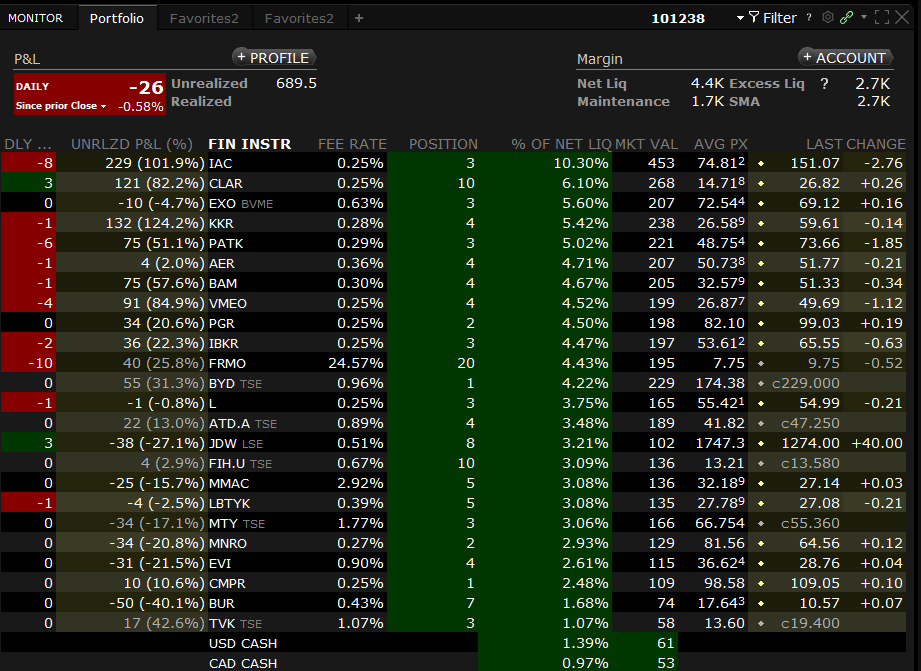 MONITOR Portfolio Favorites2 Favorites2 + 101238 Filter ?
P&L + PROFILE Margin + ACCOUNT
DAILY -26 Unrealized 689.5 Net Liq 4.4K Excess Liq ? 2.7K
Since prior Close -0.58% Realized Maintenance 1.7K SMA 2.7K
DLY ... UNRLZD P&L (%) FIN INSTR FEE RATE POSITION % OF NET LIQ MKT VAL AVG PX LAST CHANGE
-8 229 (101.9%) IAC 0.25% 3 10.30% 453 74.81² 151.07 -2.76
3 121 (82.2%) CLAR 0.25% 10 6.10% 268 14.71⁸ 26.82 +0.26
0 -10 (-4.7%) EXO BVME 0.63% 3 5.60% 207 72.54⁴ 69.12 +0.16
-1 132 (124.2%) KKR 0.28% 4 5.42% 238 26.58⁹ 59.61 -0.14
-6 75 (51.1%) PATK 0.29% 3 5.02% 221 48.75⁴ 73.66 -1.85
-1 4 (2.0%) AER 0.36% 4 4.71% 207 50.73⁸ 51.77 -0.21
-1 75 (57.6%) BAM 0.30% 4 4.67% 205 32.57⁹ 51.33 -0.34
-4 91 (84.9%) VMEO 0.25% 4 4.52% 199 26.877 49.69 -1.12
0 34 (20.6%) PGR 0.25% 2 4.50% 198 82.10 99.03 +0.19
-2 36 (22.3%) IBKR 0.25% 3 4.47% 197 53.61² 65.55 -0.63
-10 40 (25.8%) FRMO 24.57% 20 4.43% 195 7.75 9.75 -0.52
0 55 (31.3%) BYD TSE 0.96% 1 4.22% 229 174.38 c229.000
-1 -1 (-0.8%) L 0.25% 3 3.75% 165 55.42¹ 54.99 -0.21
0 22 (13.0%) ATD.A TSE 0.89% 4 3.48% 189 41.82 c47.250
3 -38 (-27.1%) JDW LSE 0.51% 8 3.21% 102 1747.3 1274.00 +40.00
0 4 (2.9%) FIH.U TSE 0.67% 10 3.09% 136 13.21 c13.580
0 -25 (-15.7%) MMAC 2.92% 5 3.08% 136 32.18⁹ 27.14 +0.03
-1 -4 (-2.5%) LBTYK 0.39% 5 3.08% 135 27.78⁹ 27.08 -0.21
0 -34 (-17.1%) MTY TSE 1.77% 3 3.06% 166 66.754 c55.360
0 -34 (-20.8%) MNRO 0.27% 2 2.93% 129 81.56 64.56 +0.12
0 -31 (-21.5%) EVI 0.90% 4 2.61% 115 36.62⁴ 28.76 +0.04
0 10 (10.6%) CMPR 0.25% 1 2.48% 109 98.58 109.05 +0.10
0 -50 (-40.1%) BUR 0.43% 7 1.68% 74 17.64³ 10.57 +0.07
0 17 (42.6%) TVK TSE 1.07% 3 1.07% 58 13.60 c19.400
USD CASH 1.39% 61
CAD CASH 0.97% 53